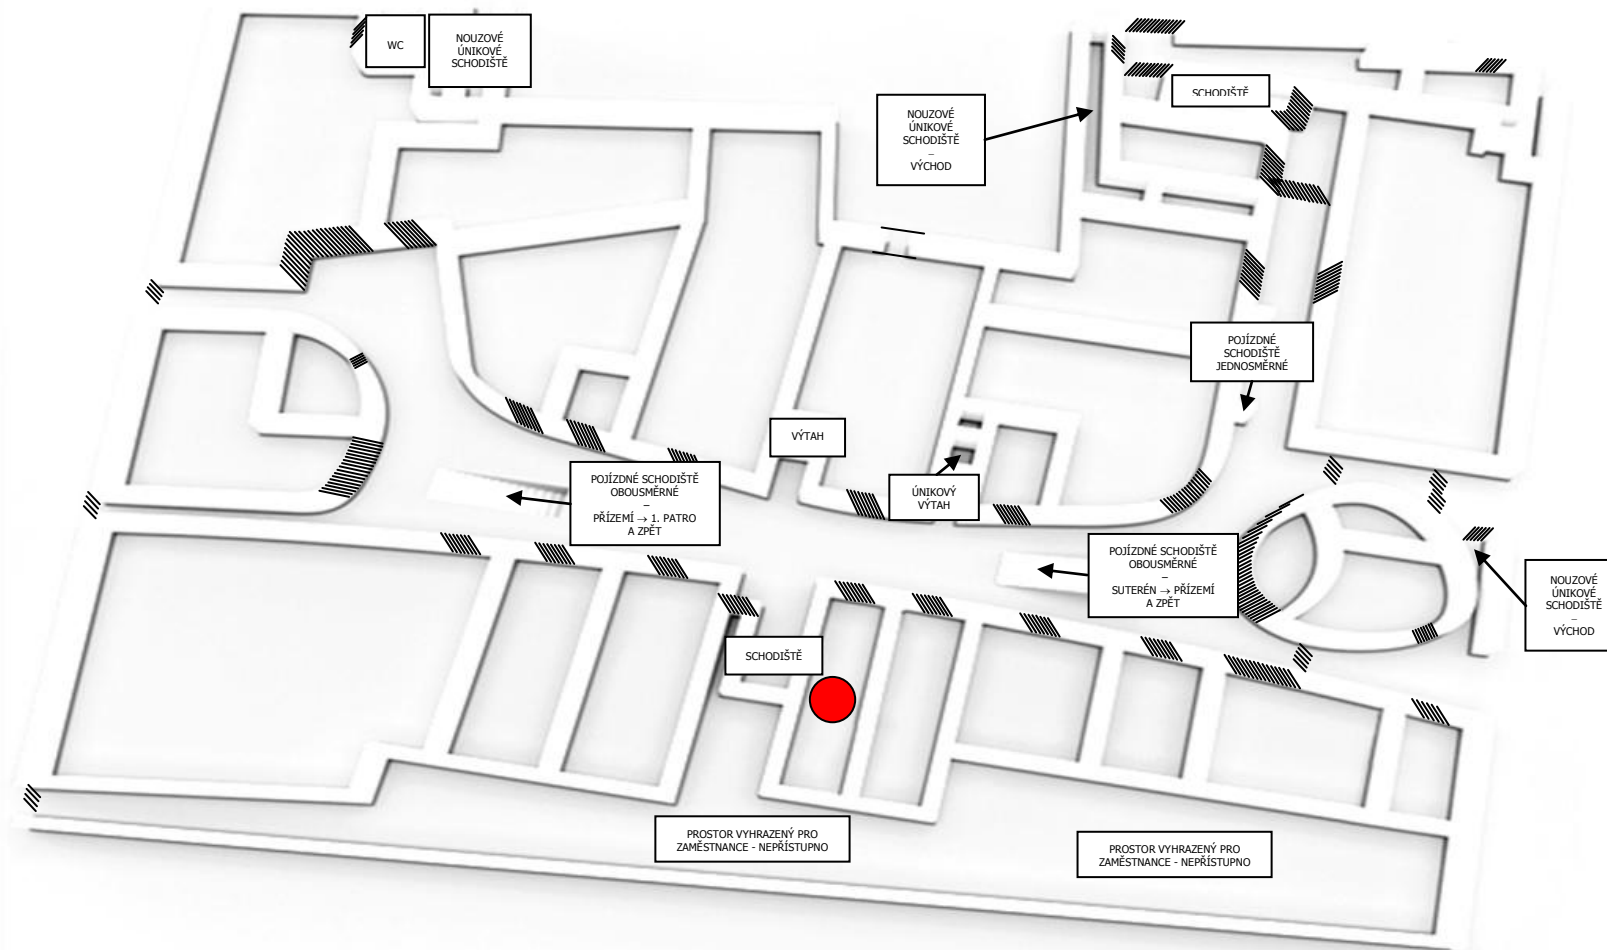 WC
NOUZOVÉ
ÚNIKOVÉ
SCHODIŠTĚ
NOUZOVÉ
ÚNIKOVÉ
SCHODIŠTĚ
–
VÝCHOD
SCHODIŠTĚ
POJÍZDNÉ
SCHODIŠTĚ
JEDNOSMĚRNÉ
VÝTAH
POJÍZDNÉ SCHODIŠTĚ
OBOUSMĚRNÉ
–
PŘÍZEMÍ → 1. PATRO
A ZPĚT
ÚNIKOVÝ
VÝTAH
POJÍZDNÉ SCHODIŠTĚ
OBOUSMĚRNÉ
–
SUTERÉN → PŘÍZEMÍ
A ZPĚT
NOUZOVÉ
ÚNIKOVÉ
SCHODIŠTĚ
–
VÝCHOD
SCHODIŠTĚ
PROSTOR VYHRAZENÝ PRO
ZAMĚSTNANCE - NEPŘÍSTUPNO
PROSTOR VYHRAZENÝ PRO
ZAMĚSTNANCE - NEPŘÍSTUPNO